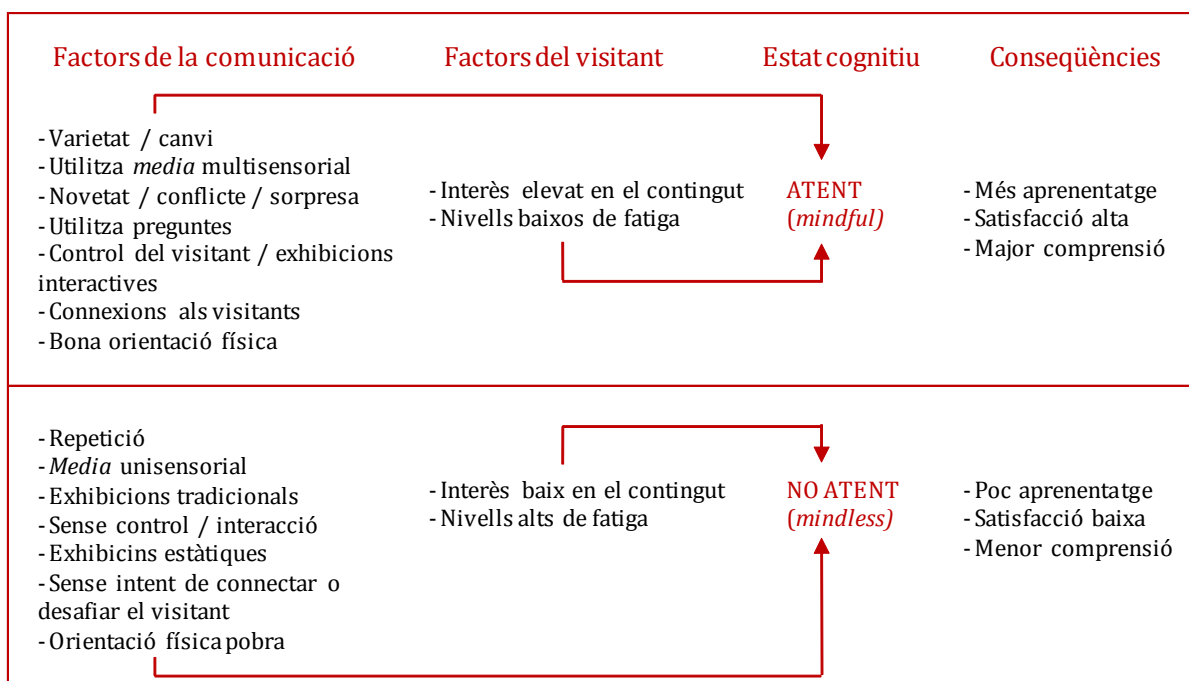 Factors de la comunicació
Factors del visitant
Estat cognitiu
Conseqüències
- Varietat / canvi
- Utilitza media multisensorial
- Novetat / conflicte / sorpresa
- Utilitza preguntes
- Control del visitant / exhibicions
interactives
- Connexions als visitants
- Bona orientació física
- Interès elevat en el contingut
- Nivells baixos de fatiga
ATENT
(mindful)
- Més aprenentatge
- Satisfacció alta
- Major comprensió
- Repetició
- Media unisensorial
- Exhibicions tradicionals
- Sense control / interacció
- Exhibicins estàtiques
- Sense intent de connectar o
desafiar el visitant
- Orientació física pobra
- Interès baix en el contingut
- Nivells alts de fatiga
NO ATENT
(mindless)
- Poc aprenentatge
- Satisfacció baixa
- Menor comprensió